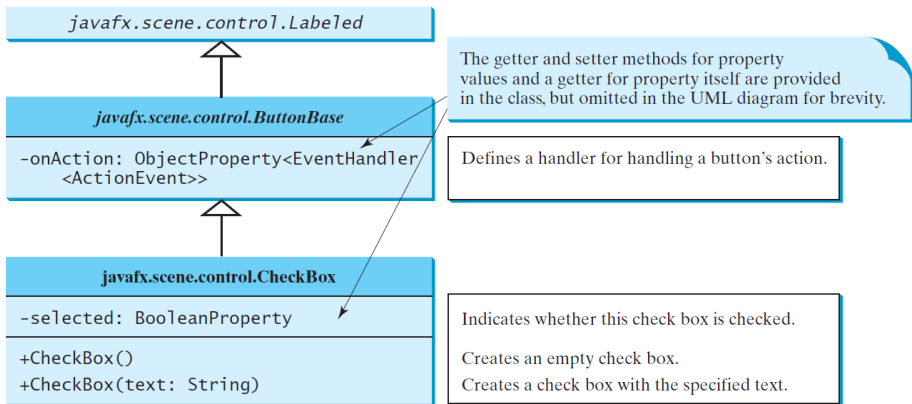 javafx.scene.control.Labeled
The getter and setter methods for property
values and a getter for property itself are provided
in the class, but omitted in the UML diagram for brevity.
javafx.scene.control.ButtonBase
-onAction: ObjectProperty<EventHandler
<ActionEvent>>
Defines a handler for handling a button’s action.
javafx.scene.control.CheckBox
-selected: BooleanProperty
Indicates whether this check box is checked.
+CheckBox()
Creates an empty check box.
+CheckBox(text: String)
Creates a check box with the specified text.